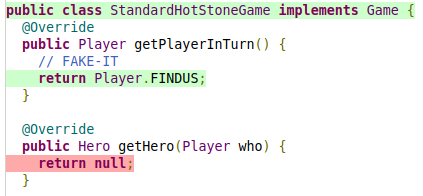 public class StandardHotStoneGame implements Game {
  @Override
  public Player getPlayerInTurn() {
    // FAKE-IT
    return Player.FINDUS;
  }

  @Override
  public Hero getHero(Player who) {
    return null;
  }